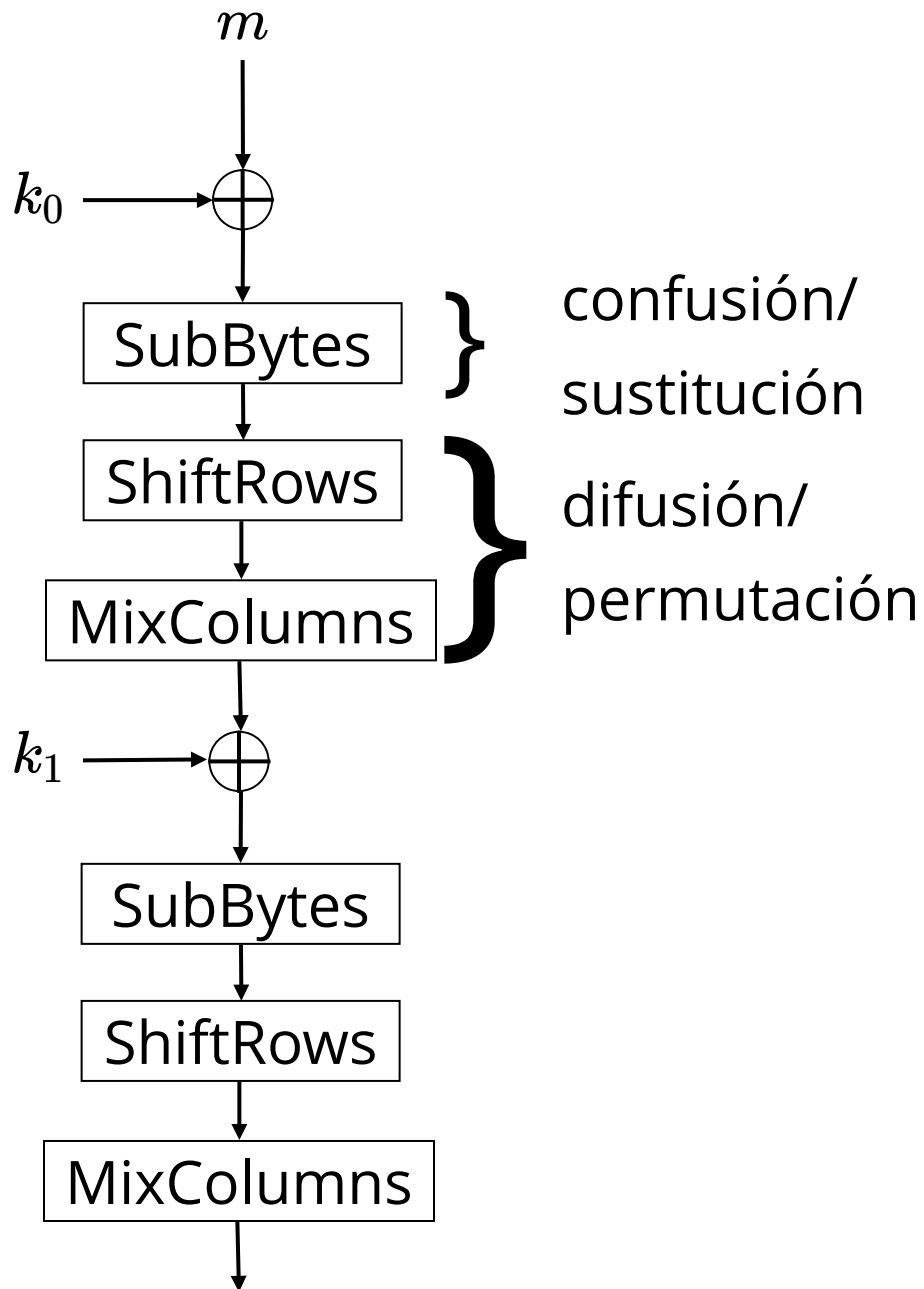 m
k₀
SubBytes
confusión/
sustitución
ShiftRows
difusión/
MixColumns
permutación
k₁
SubBytes
ShiftRows
MixColumns